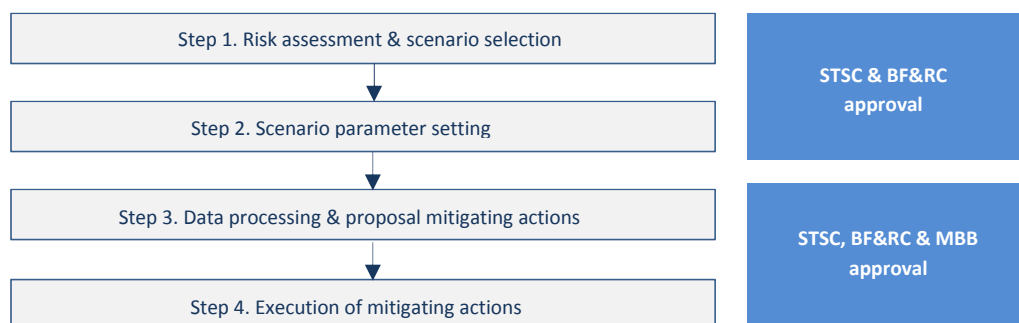 Step 1. Risk assessment & scenario selection
STSC & BF&RC
approval
Step 2. Scenario parameter setting
Step 3. Data processing & proposal mitigating actions
STSC, BF&RC & MBB
approval
Step 4. Execution of mitigating actions